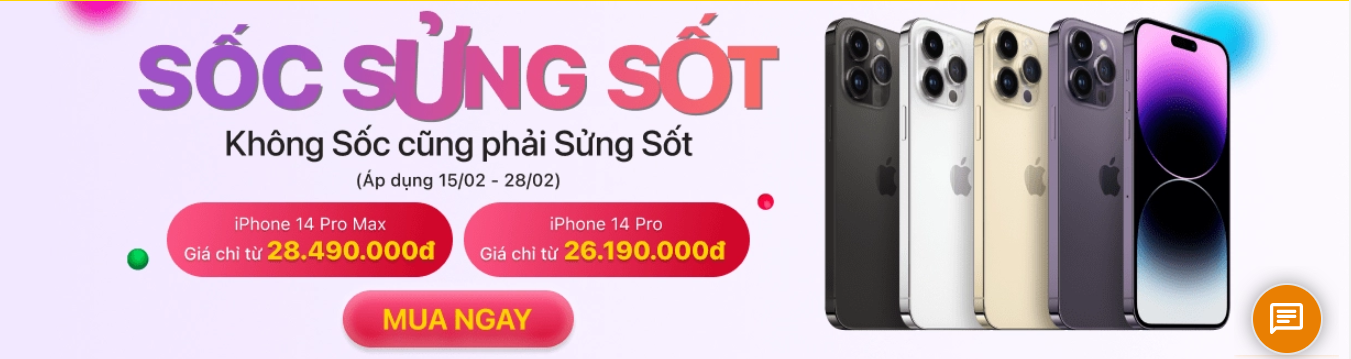 SỐC SỬNG SỐT
Không Sốc cũng phải Sửng Sốt
(Áp dụng 15/02 - 28/02)
iPhone 14 Pro Max
Giá chỉ từ 28.490.000đ
iPhone 14 Pro
Giá chỉ từ 26.190.000đ
MUA NGAY